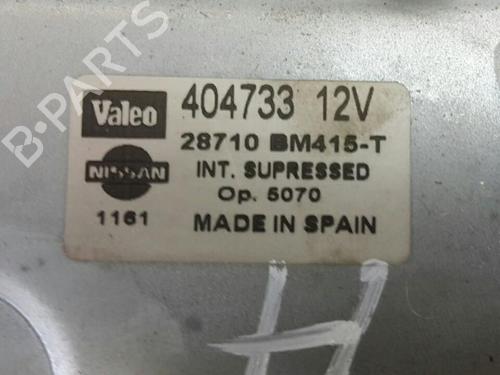 B-PARTS
Valeo 404733 12V
28710 BM415-T
NISSAN INT. SUPRESSED
Op. 5070
1161 MADE IN SPAIN
H